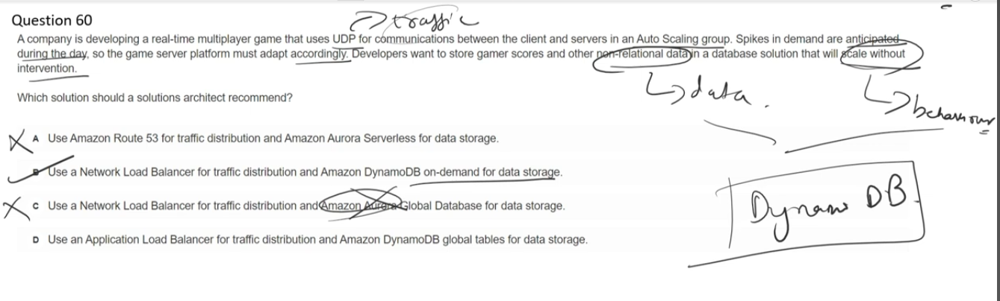 Question 60
traffic
A company is developing a real-time multiplayer game that uses UDP for communications between the client and servers in an Auto Scaling group. Spikes in demand are anticipated
during the day, so the game server platform must adapt accordingly. Developers want to store gamer scores and other non-relational data in a database solution that will scale without
intervention.
data.
behaviour
Which solution should a solutions architect recommend?
A Use Amazon Route 53 for traffic distribution and Amazon Aurora Serverless for data storage.
B Use a Network Load Balancer for traffic distribution and Amazon DynamoDB on-demand for data storage.
C Use a Network Load Balancer for traffic distribution and Amazon Aurora Global Database for data storage.
D Use an Application Load Balancer for traffic distribution and Amazon DynamoDB global tables for data storage.
Dynamo DB